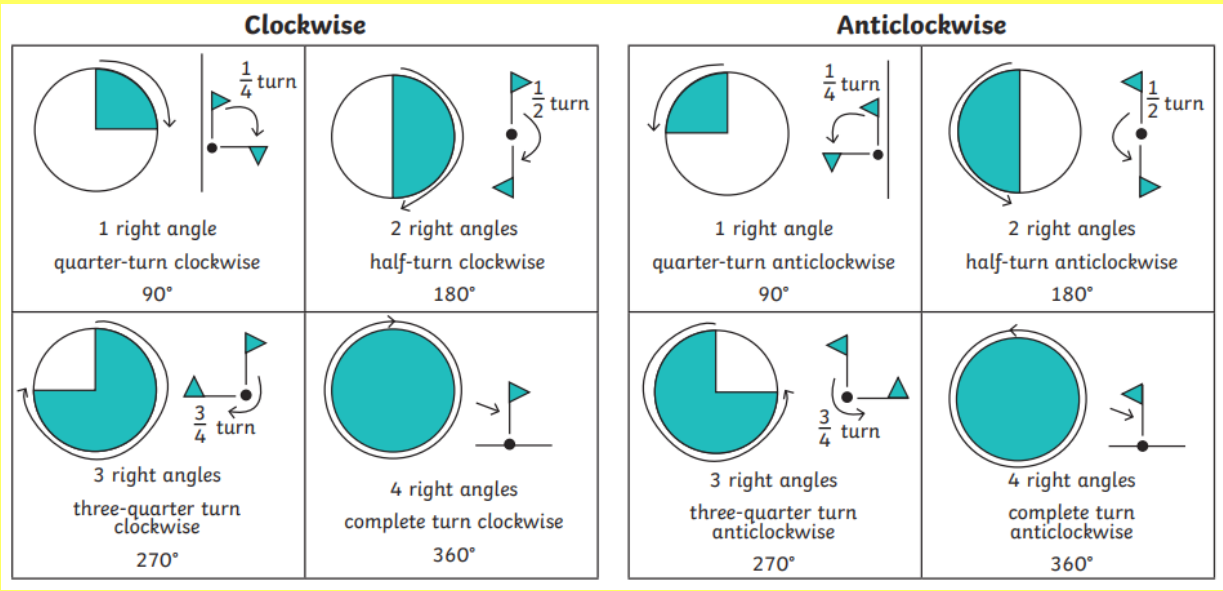 Clockwise
1/4 turn
1 right angle
quarter-turn clockwise
90°
1/2 turn
2 right angles
half-turn clockwise
180°
3/4 turn
3 right angles
three-quarter turn
clockwise
270°
4 right angles
complete turn clockwise
360°
Anticlockwise
1/4 turn
1 right angle
quarter-turn anticlockwise
90°
1/2 turn
2 right angles
half-turn anticlockwise
180°
3/4 turn
3 right angles
three-quarter turn
anticlockwise
270°
4 right angles
complete turn
anticlockwise
360°